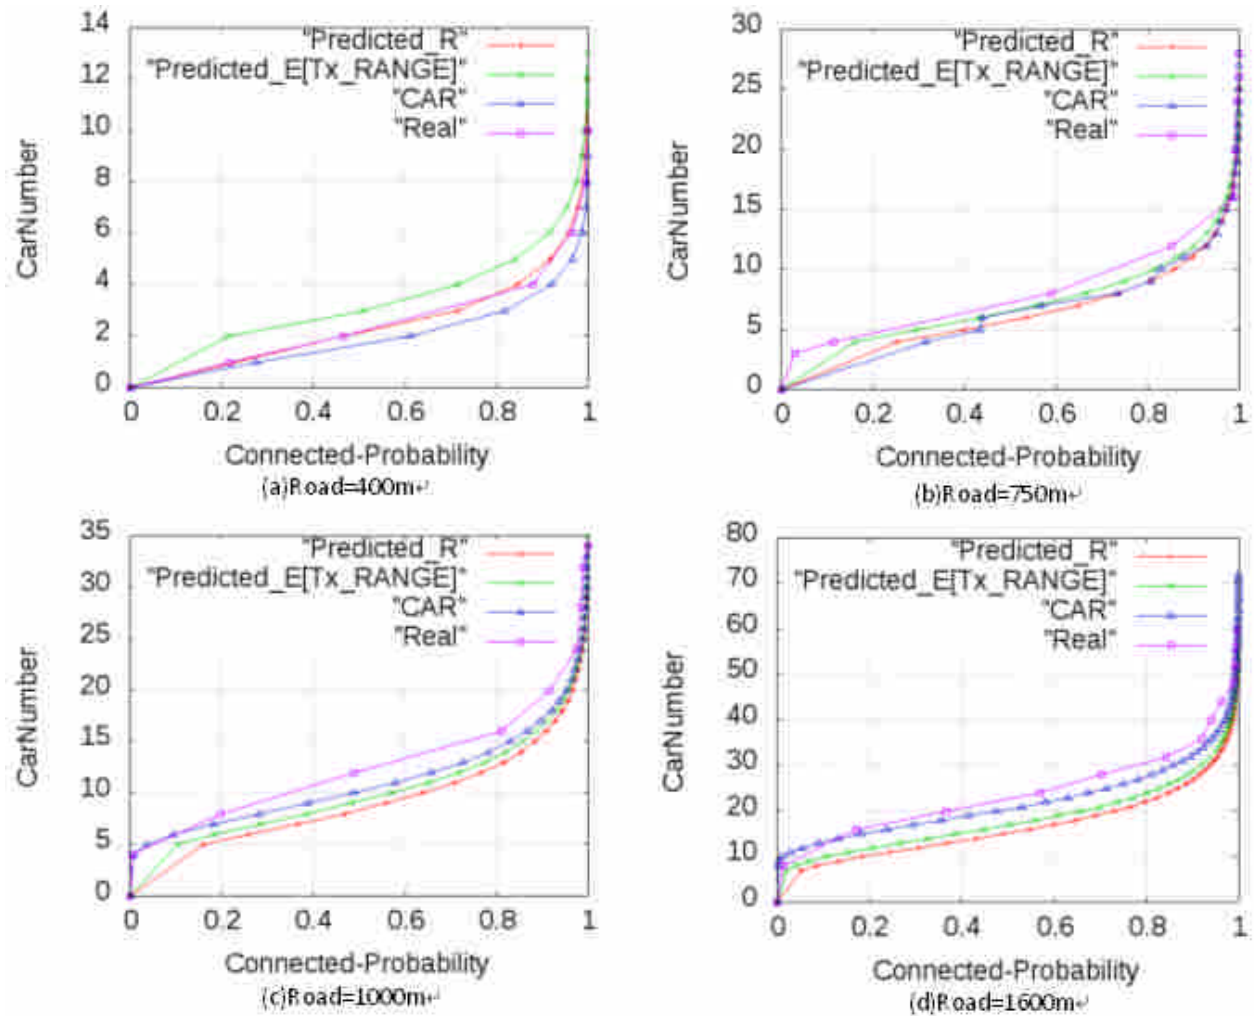 14
12
10
8
6
4
2
0
CarNumber
"Predicted_R"
"Predicted_E[Tx_RANGE]"
"CAR"
"Real"
0 0.2 0.4 0.6 0.8 1
Connected-Probability
(a)Road=400m↵
30
25
20
15
10
5
0
CarNumber
"Predicted_R"
"Predicted_E[Tx_RANGE]"
"CAR"
"Real"
0 0.2 0.4 0.6 0.8 1
Connected-Probability
(b)Road=750m↵
35
30
25
20
15
10
5
0
CarNumber
"Predicted_R"
"Predicted_E[Tx_RANGE]"
"CAR"
"Real"
0 0.2 0.4 0.6 0.8 1
Connected-Probability
(c)Road=1000m↵
80
70
60
50
40
30
20
10
0
CarNumber
"Predicted_R"
"Predicted_E[Tx_RANGE]"
"CAR"
"Real"
0 0.2 0.4 0.6 0.8 1
Connected-Probability
(d)Road=1600m↵